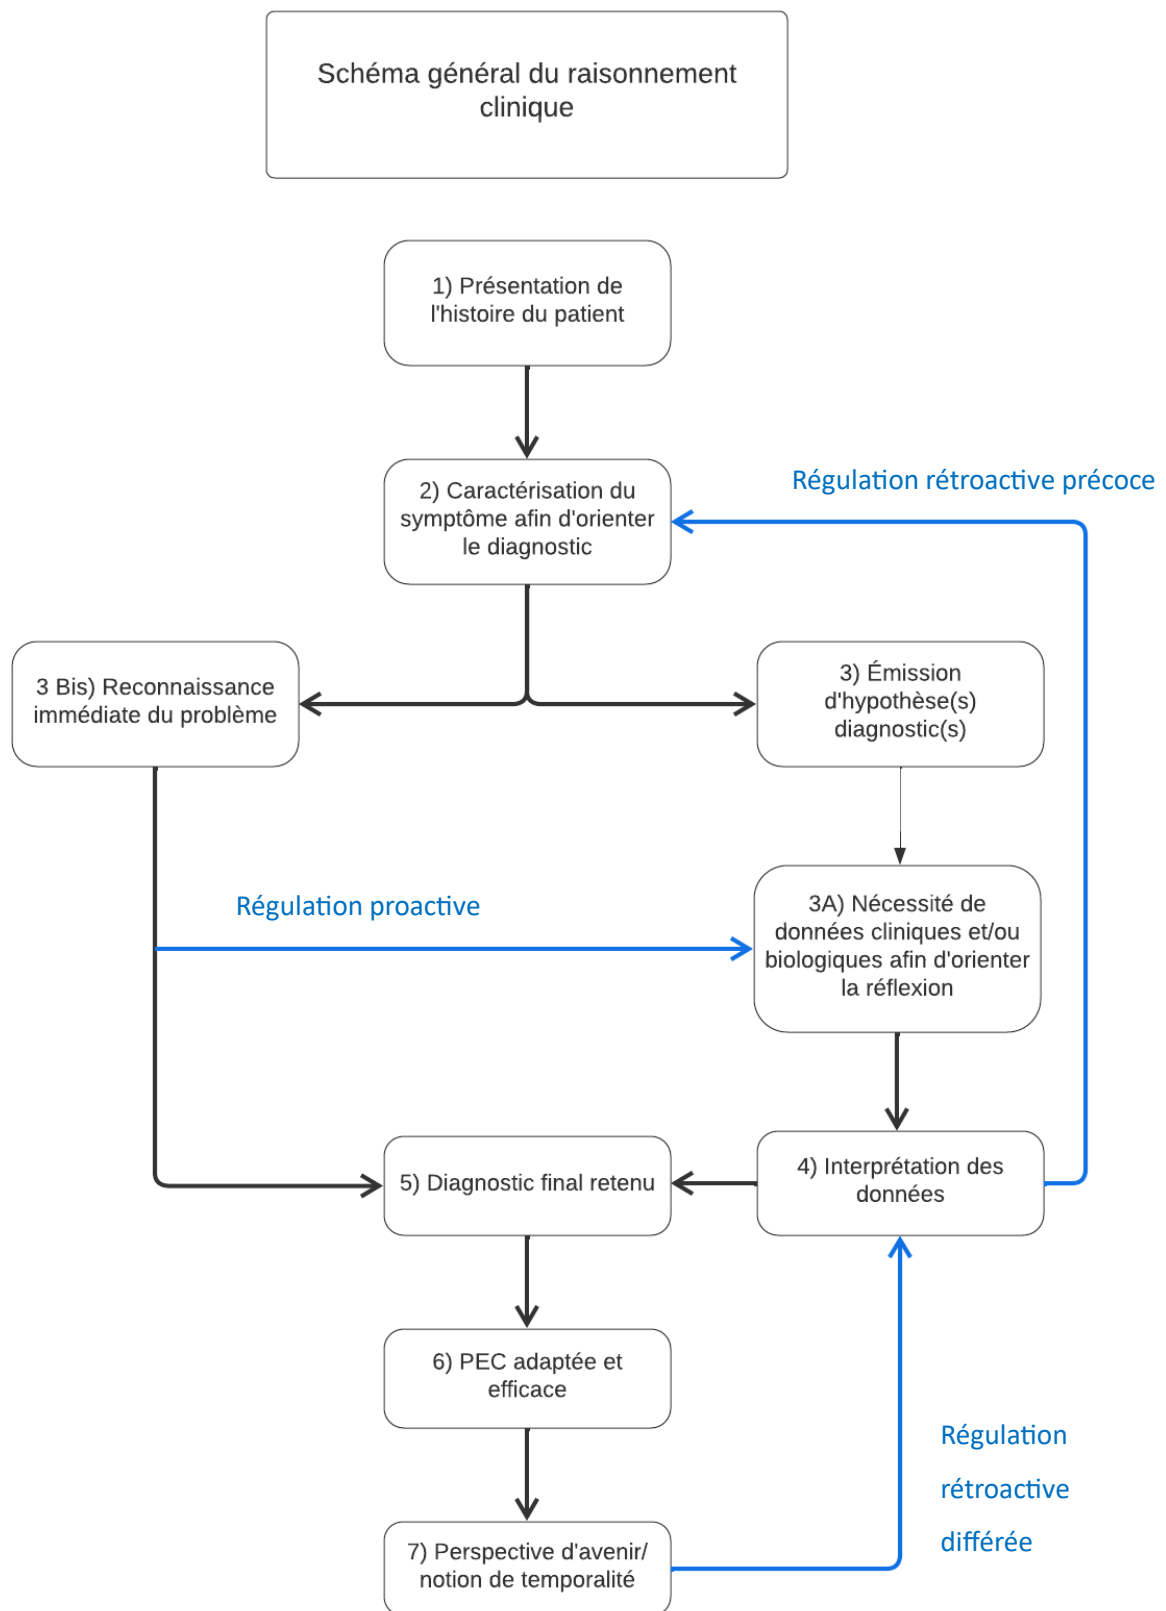 Schéma général du raisonnement
clinique
1) Présentation de
l'histoire du patient
Régulation rétroactive précoce
2) Caractérisation du
symptôme afin d'orienter
le diagnostic
3 Bis) Reconnaissance
immédiate du problème
3) Émission
d'hypothèse(s)
diagnostic(s)
Régulation proactive
3A) Nécessité de
données cliniques et/ou
biologiques afin d'orienter
la réflexion
5) Diagnostic final retenu
4) Interprétation des
données
6) PEC adaptée et
efficace
Régulation
rétroactive
différée
7) Perspective d'avenir/
notion de temporalité